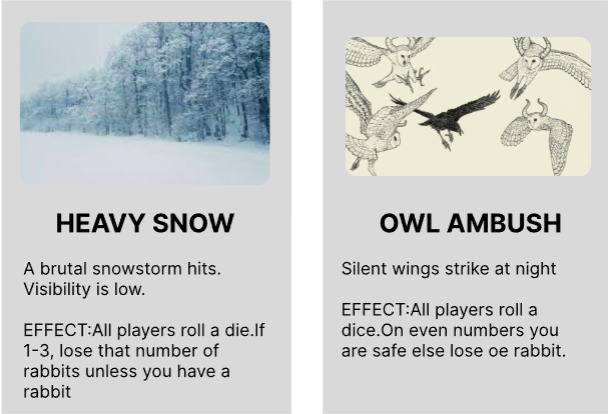 HEAVY SNOW
A brutal snowstorm hits.
Visibility is low.
EFFECT:All players roll a die.If
1-3, lose that number of
rabbits unless you have a
rabbit
OWL AMBUSH
Silent wings strike at night
EFFECT:All players roll a
dice.On even numbers you
are safe else lose oe rabbit.